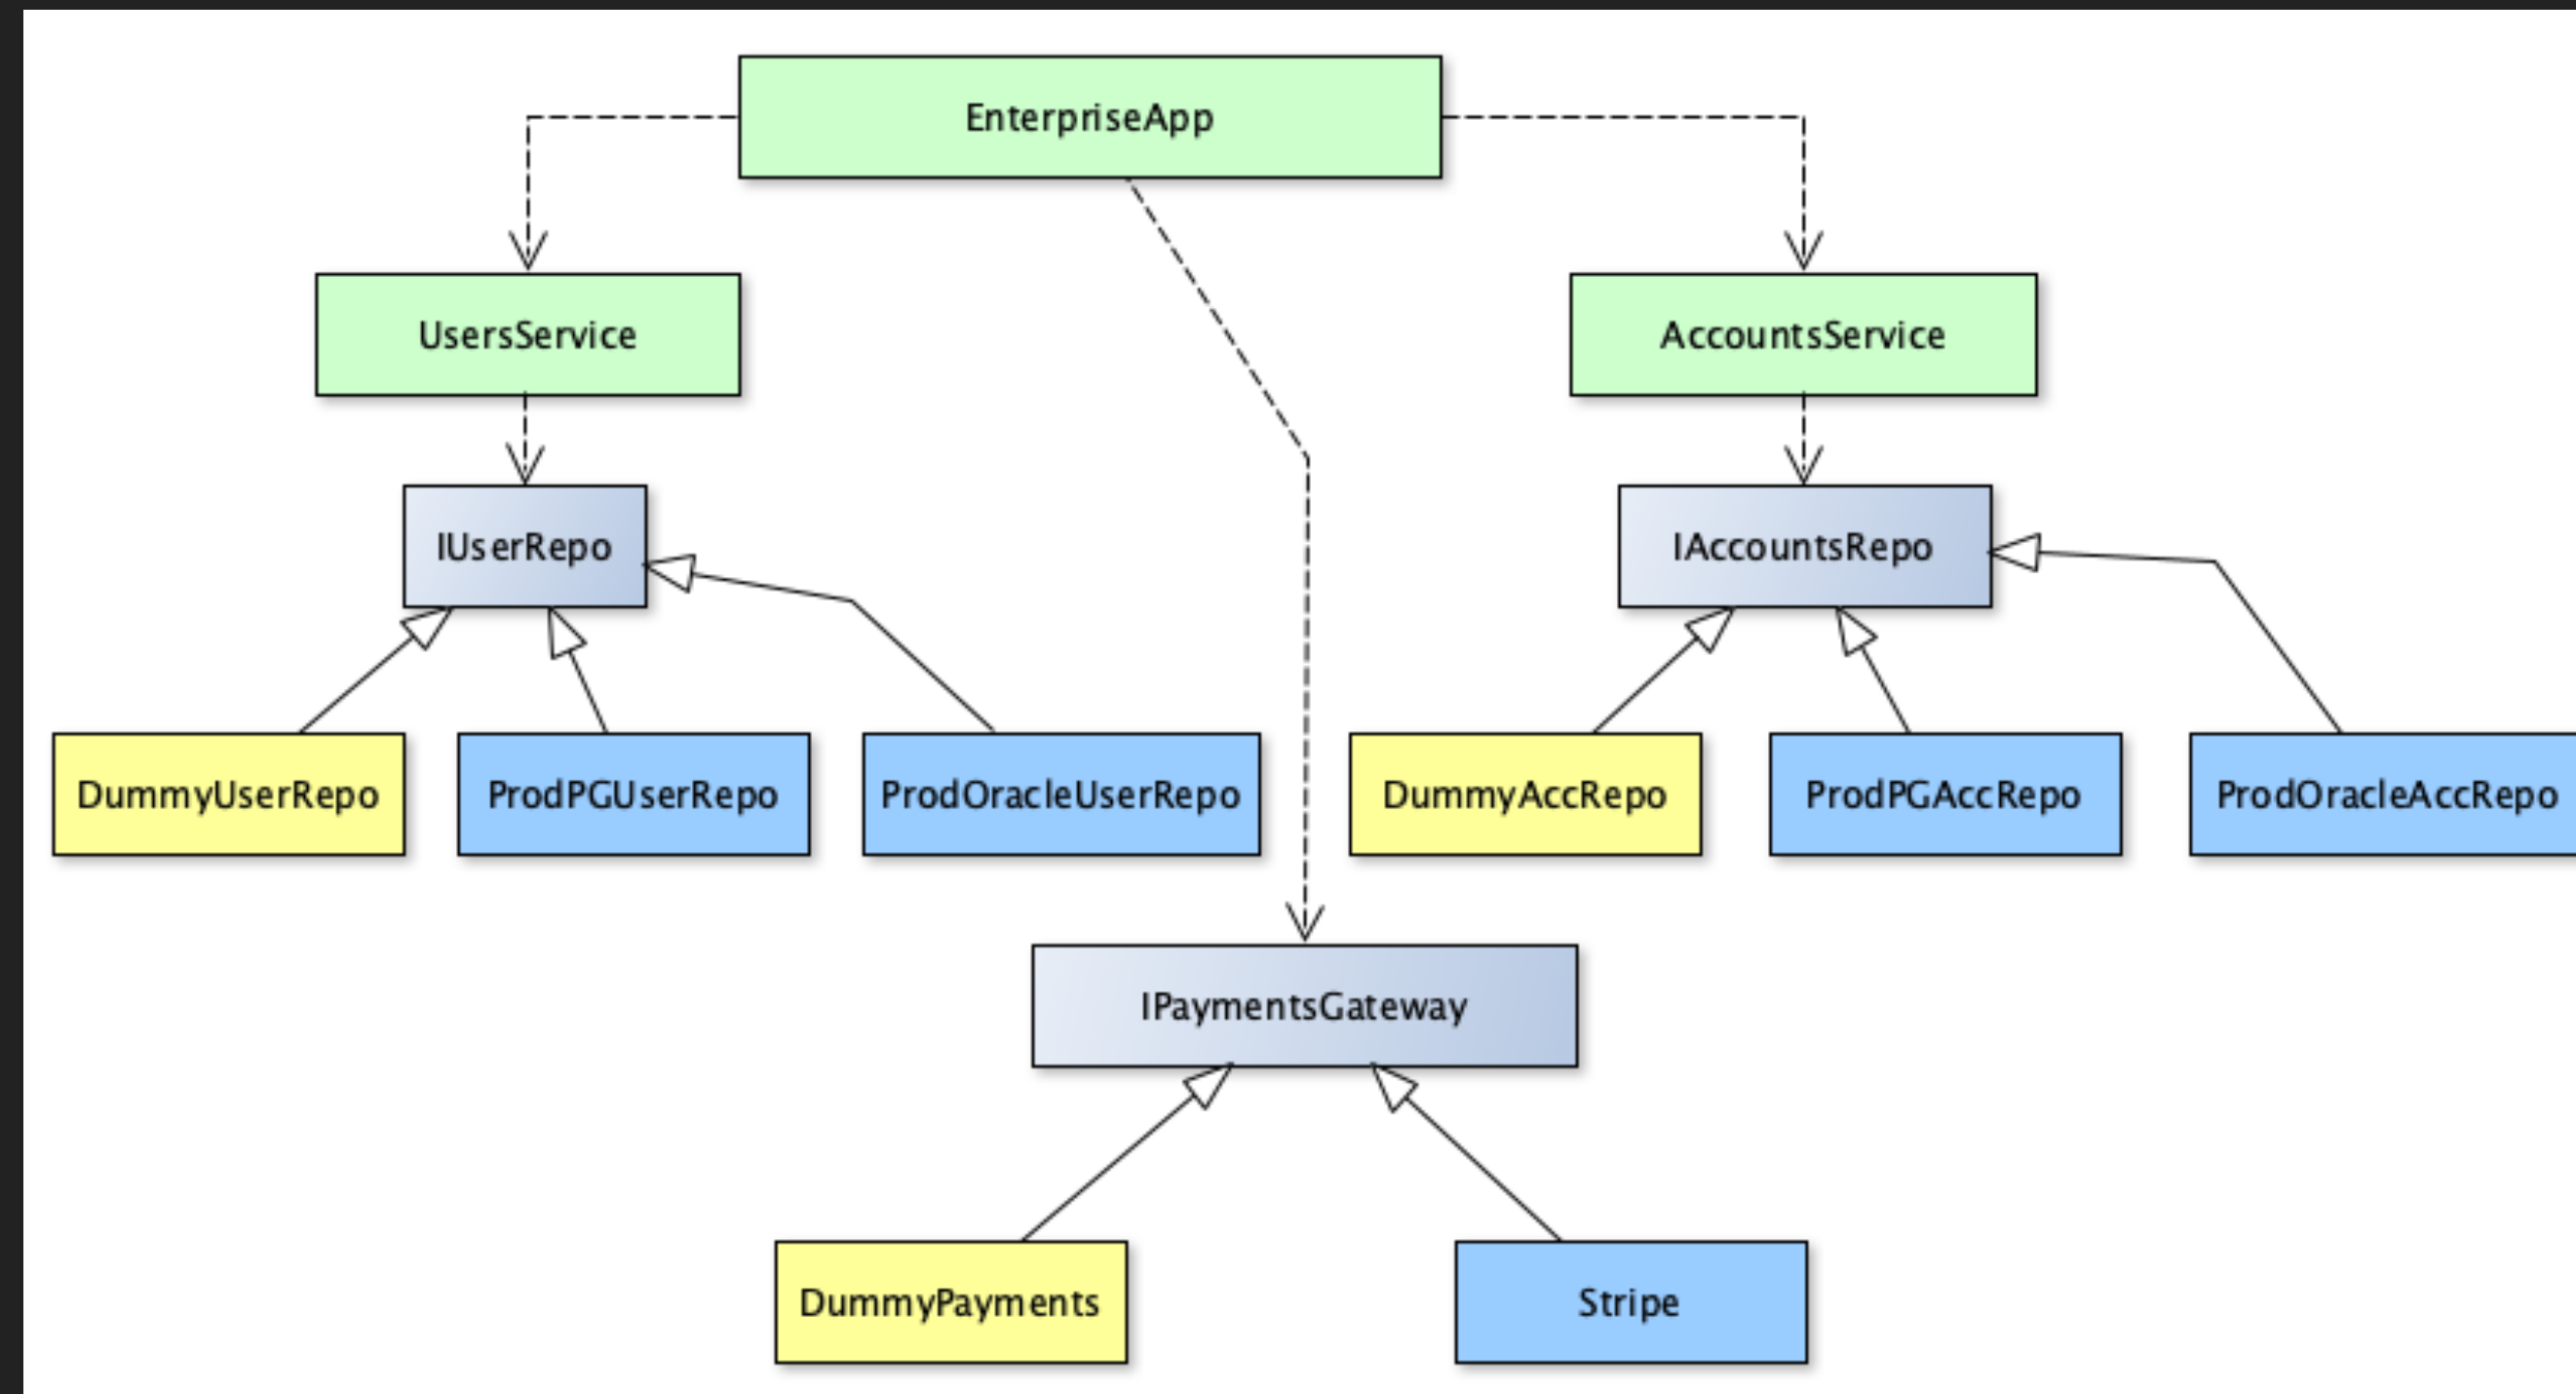 EnterpriseApp
UsersService
AccountsService
IUserRepo
IAccountsRepo
DummyUserRepo
ProdPGUserRepo
ProdOracleUserRepo
DummyAccRepo
ProdPGAccRepo
ProdOracleAccRepo
IPaymentsGateway
DummyPayments
Stripe